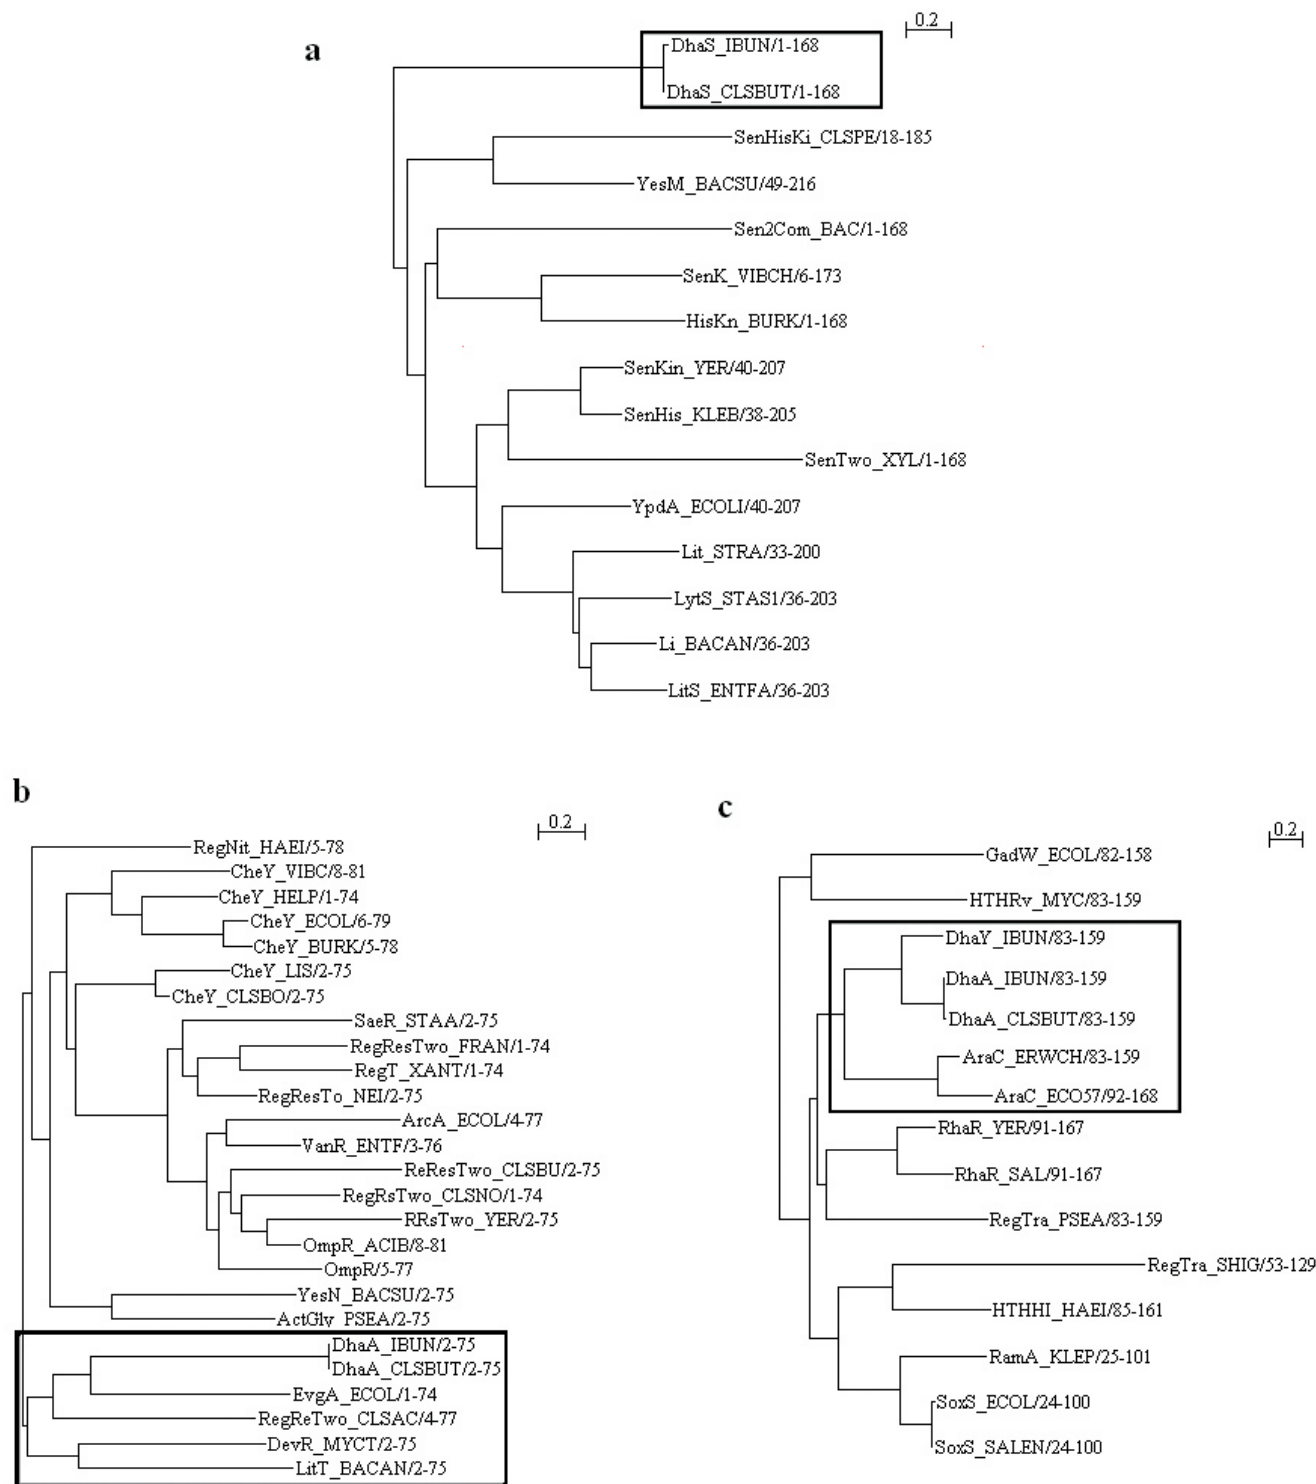 a
0.2
DhaS_IBUN/1-168
DhaS_CLSBUT/1-168
SenHisKi_CLSPE/18-185
YesM_BACSU/49-216
Sen2Com_BAC/1-168
SenK_VIBCH/6-173
HisKn_BURK/1-168
SenKin_YER/40-207
SenHis_KLEB/38-205
SenTwo_XYL/1-168
YpdA_ECOLI/40-207
Lit_STRA/33-200
LytS_STAS1/36-203
Li_BACAN/36-203
LitS_ENTFA/36-203
b
0.2
RegNit_HAEI/5-78
CheY_VIBC/8-81
CheY_HELP/1-74
CheY_ECOL/6-79
CheY_BURK/5-78
CheY_LIS/2-75
CheY_CLSBO/2-75
SaeR_STAA/2-75
RegResTwo_FRAN/1-74
RegT_XANT/1-74
RegResTo_NEI/2-75
ArcA_ECOL/4-77
VanR_ENTF/3-76
ReResTwo_CLSBU/2-75
RegRsTwo_CLSNO/1-74
RRsTwo_YER/2-75
OmpR_ACIB/8-81
OmpR/5-77
YesN_BACSU/2-75
ActGlv_PSEA/2-75
DhaA_IBUN/2-75
DhaA_CLSBUT/2-75
EvgA_ECOL/1-74
RegReTwo_CLSAC/4-77
DevR_MYCT/2-75
LitT_BACAN/2-75
c
0.2
GadW_ECOL/82-158
HTHRv_MYC/83-159
DhaY_IBUN/83-159
DhaA_IBUN/83-159
DhaA_CLSBUT/83-159
AraC_ERWCH/83-159
AraC_ECO57/92-168
RhaR_YER/91-167
RhaR_SAL/91-167
RegTra_PSEA/83-159
RegTra_SHIG/53-129
HTHHI_HAEI/85-161
RamA_KLEP/25-101
SoxS_ECOL/24-100
SoxS_SALEN/24-100